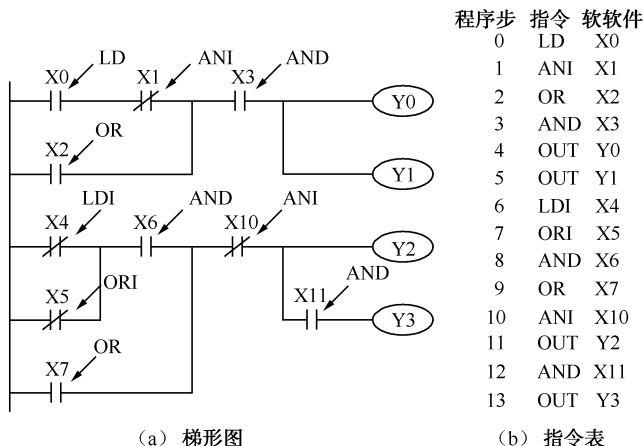 LD
ANI
AND
X0
X1
X3
Y0
OR
X2
Y1
LDI
AND
ANI
X4
X6
X10
Y2
ORI
X5
AND
X11
Y3
OR
X7
（a） 梯形图
程序步 指令 软软件
0 LD X0
1 ANI X1
2 OR X2
3 AND X3
4 OUT Y0
5 OUT Y1
6 LDI X4
7 ORI X5
8 AND X6
9 OR X7
10 ANI X10
11 OUT Y2
12 AND X11
13 OUT Y3
（b） 指令表